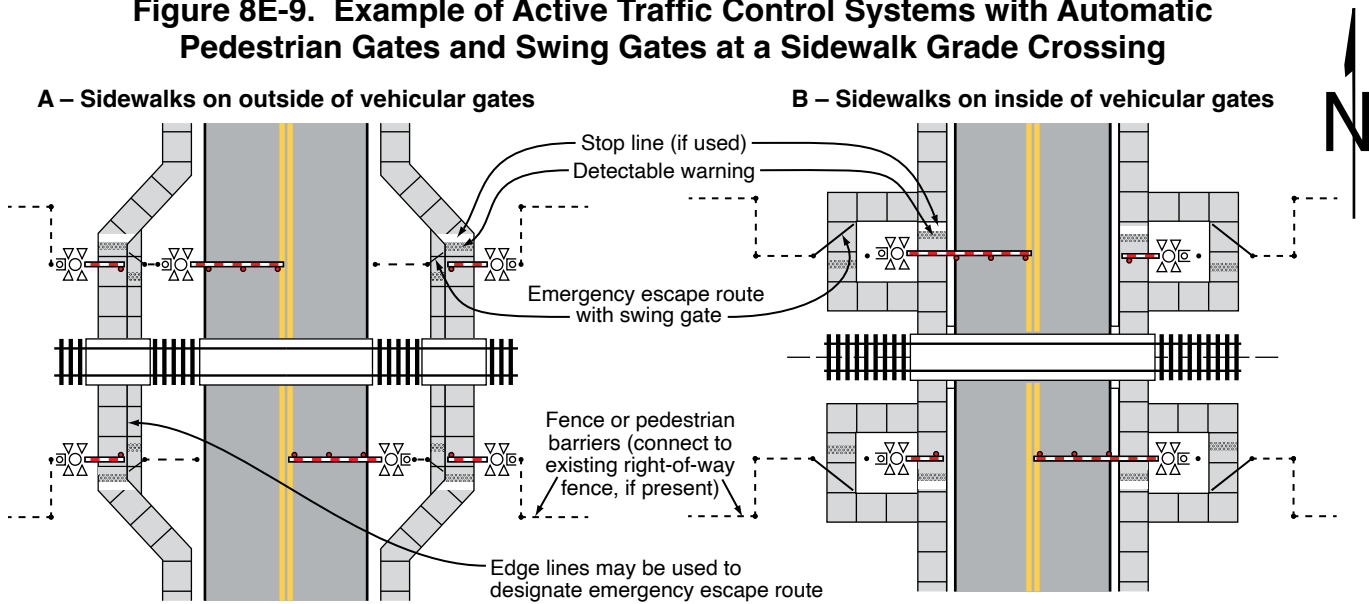 Figure 8E-9. Example of Active Traffic Control Systems with Automatic
Pedestrian Gates and Swing Gates at a Sidewalk Grade Crossing
A – Sidewalks on outside of vehicular gates
B – Sidewalks on inside of vehicular gates
N
Stop line (if used)
Detectable warning
Emergency escape route
with swing gate
Fence or pedestrian
barriers (connect to
existing right-of-way
fence, if present)
Edge lines may be used to
designate emergency escape route